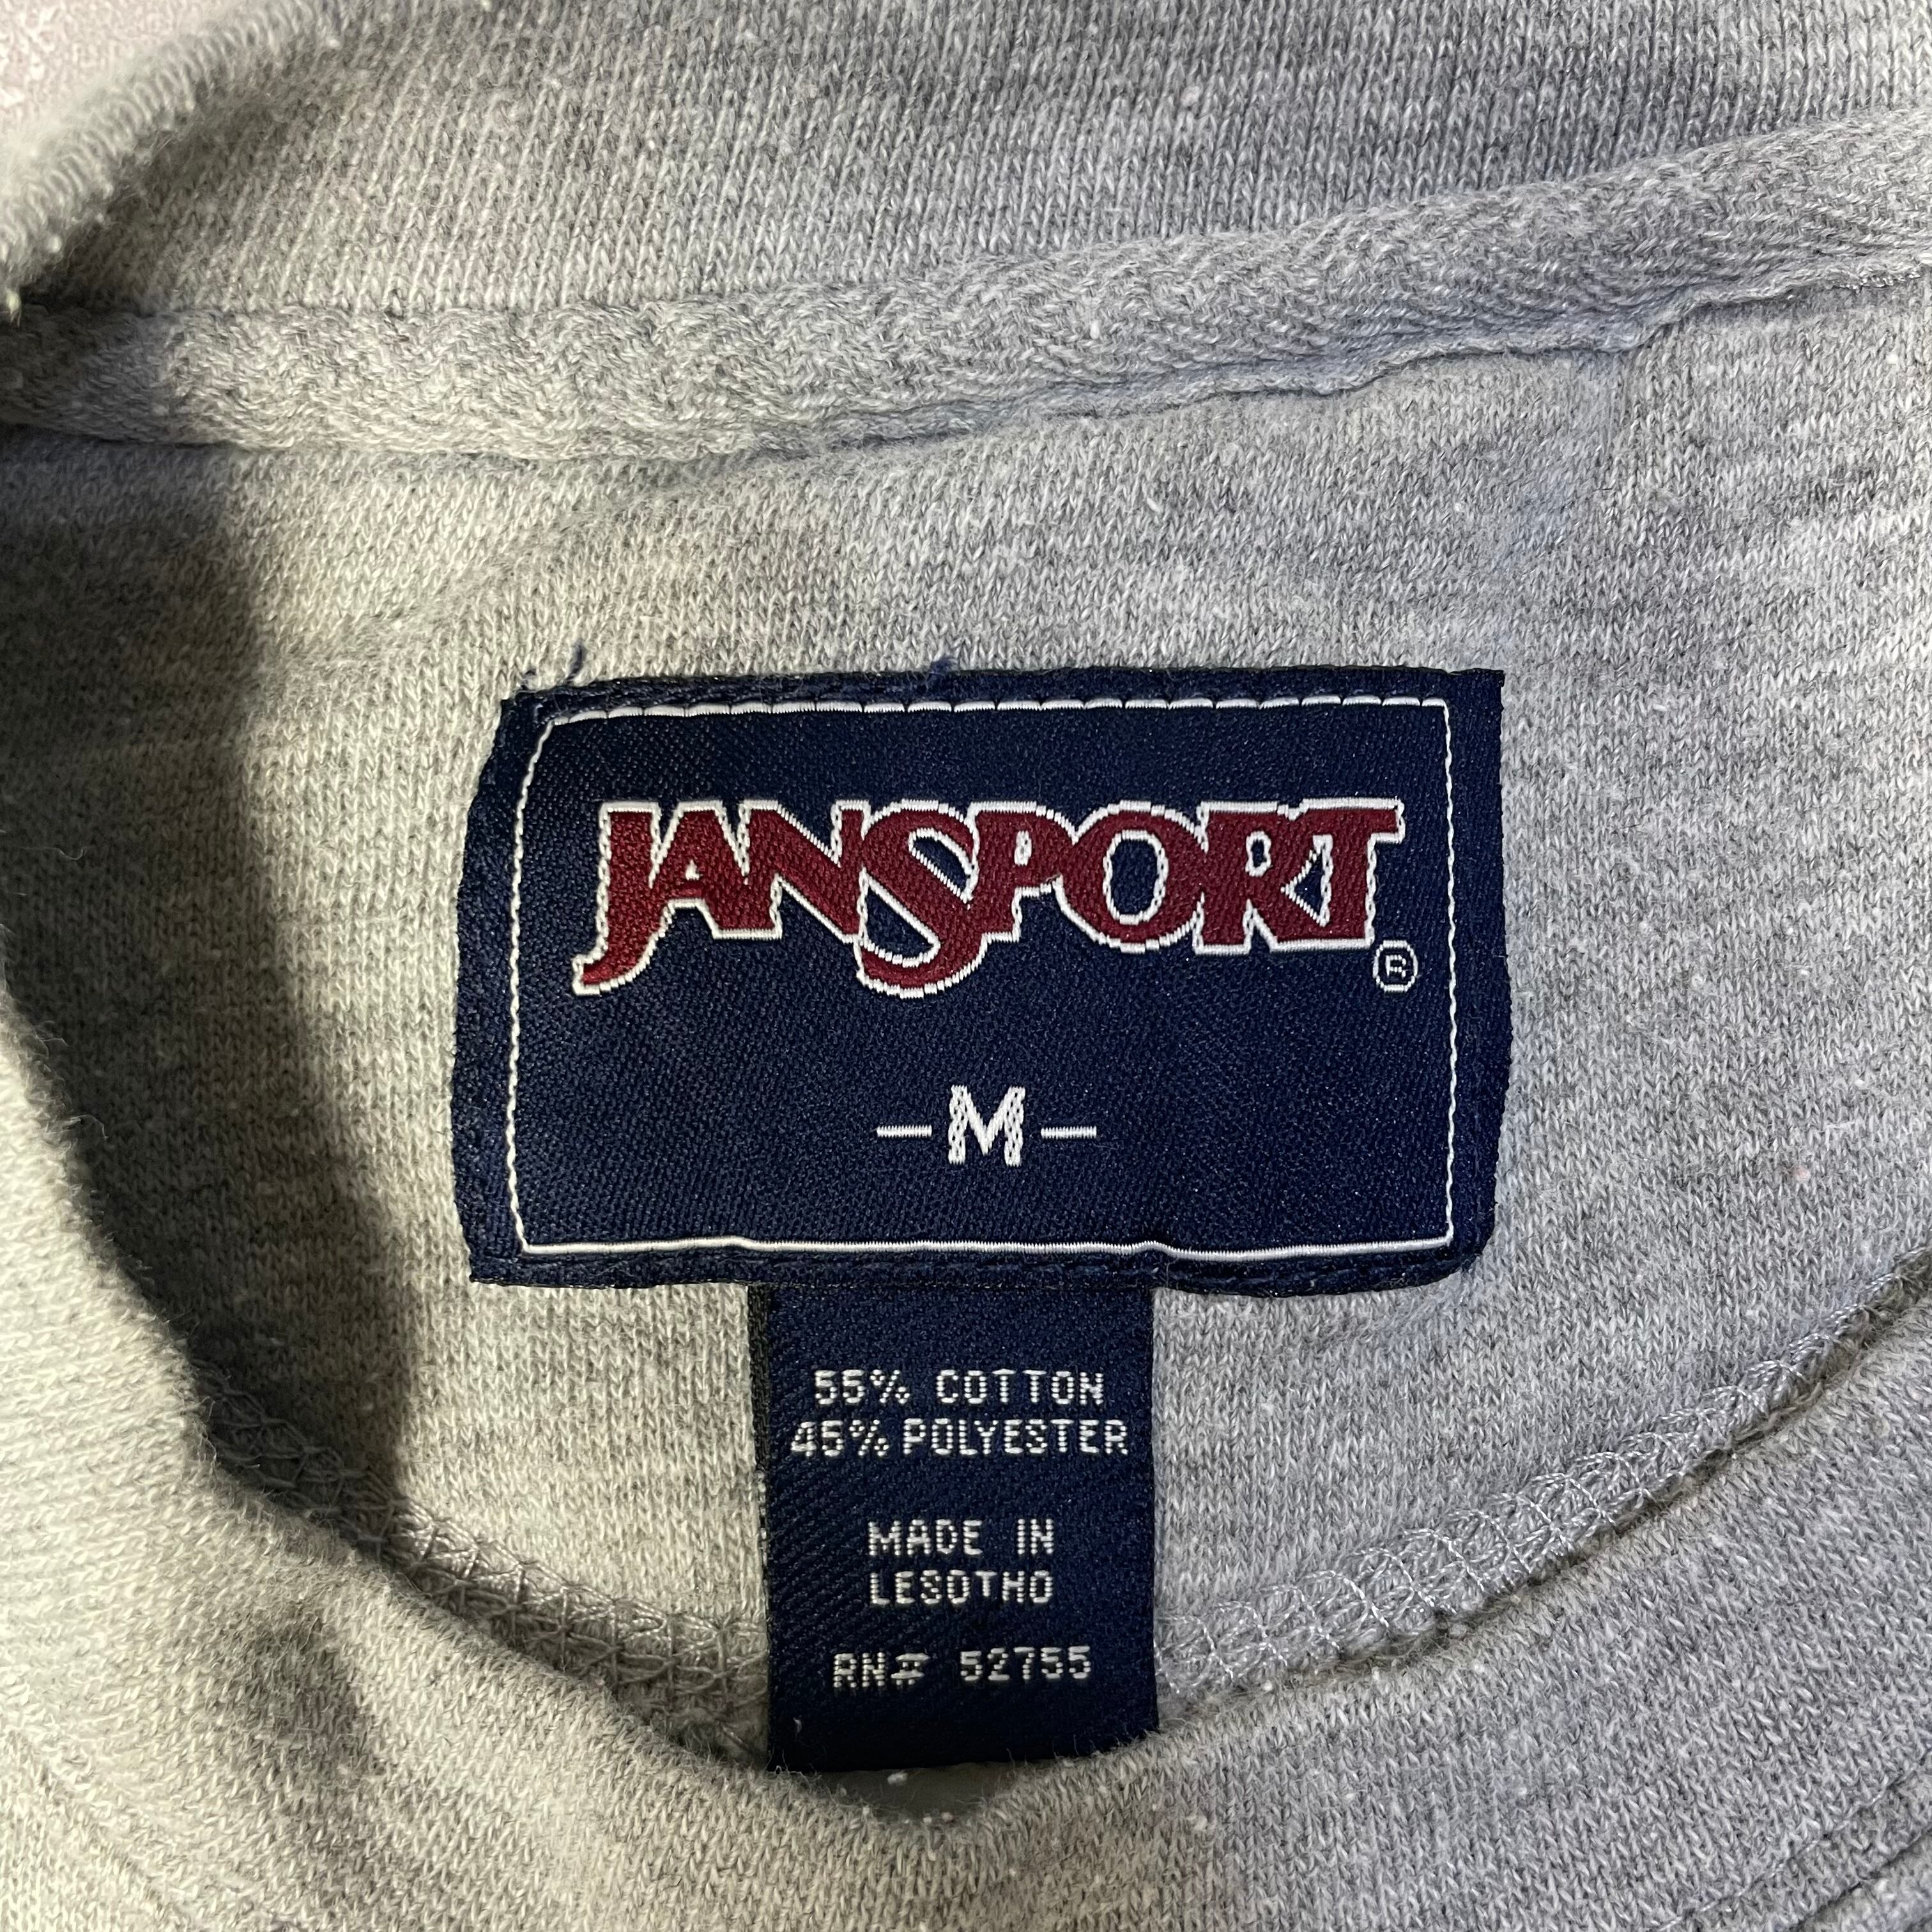 JANSPORT
®
-M-
55% COTTON
45% POLYESTER
MADE IN
LESOTHO
RN# 52755